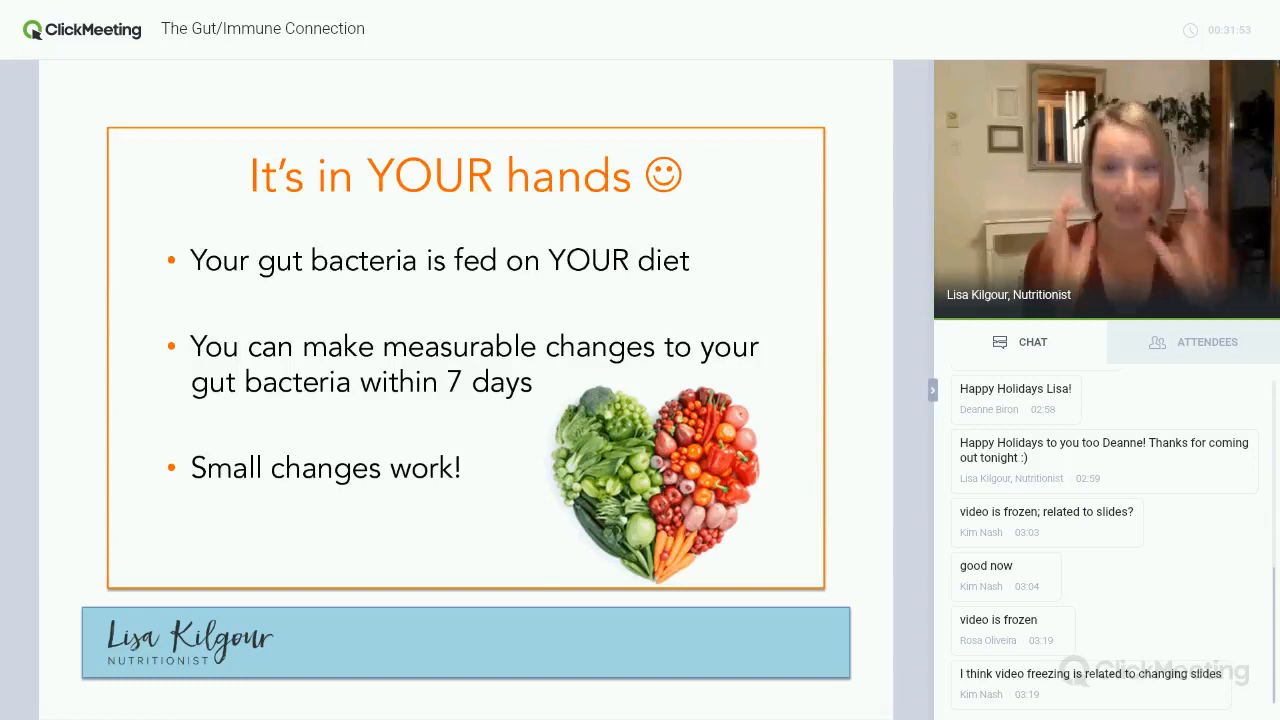 ClickMeeting
The Gut/Immune Connection
00:31:53
It's in YOUR hands ☺
• Your gut bacteria is fed on YOUR diet
• You can make measurable changes to your
gut bacteria within 7 days
• Small changes work!
Lisa Kilgour
NUTRITIONIST
Lisa Kilgour, Nutritionist
CHAT
ATTENDEES
Happy Holidays Lisa!
Deanne Biron 02:58
Happy Holidays to you too Deanne! Thanks for coming
out tonight :)
Lisa Kilgour, Nutritionist 02:59
video is frozen; related to slides?
Kim Nash 03:03
good now
Kim Nash 03:04
video is frozen
Rosa Oliveira 03:19
I think video freezing is related to changing slides
Kim Nash 03:19
ClickMeeting